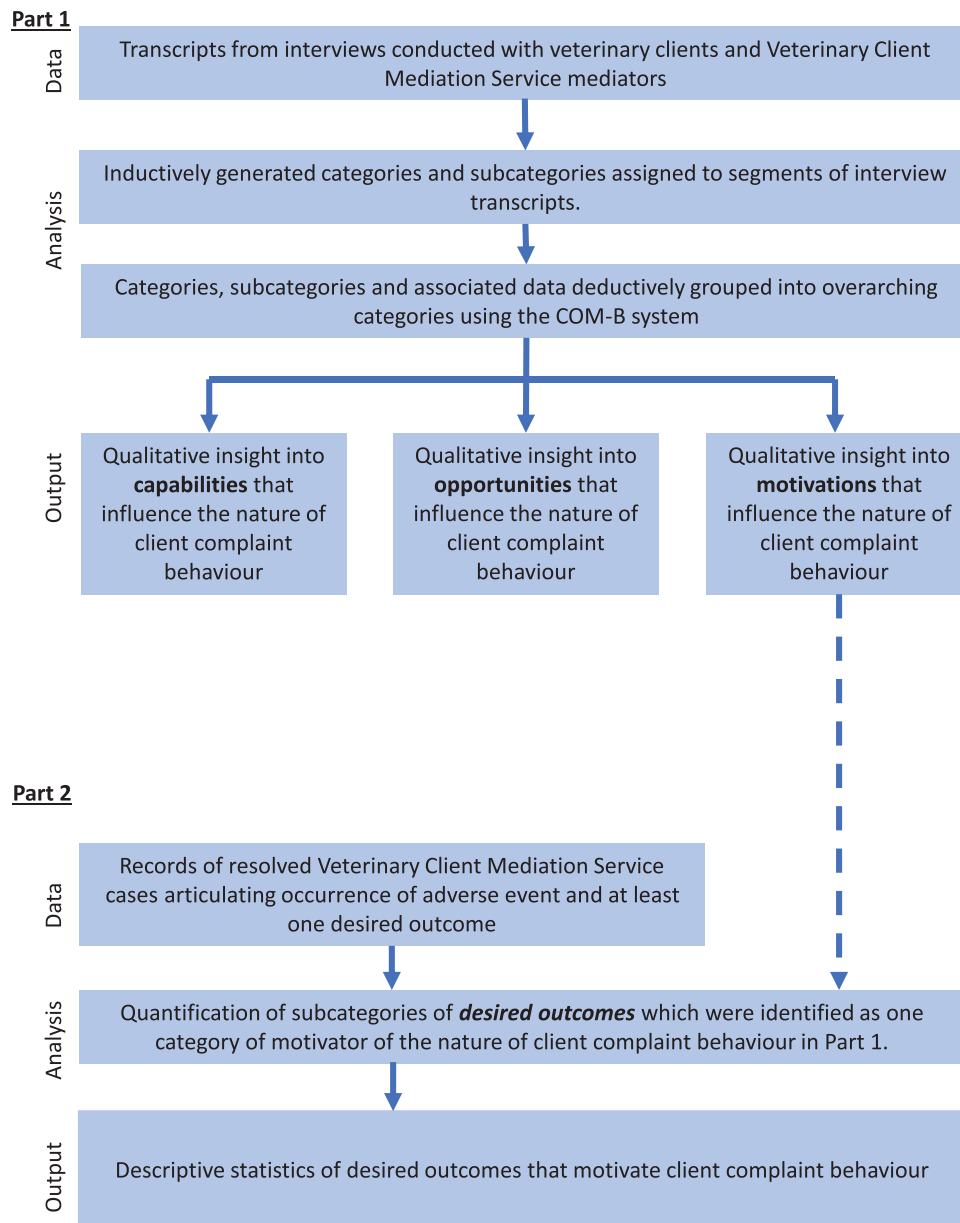 Part 1
Data
Transcripts from interviews conducted with veterinary clients and Veterinary Client
Mediation Service mediators
Analysis
Inductively generated categories and subcategories assigned to segments of interview
transcripts.
Categories, subcategories and associated data deductively grouped into overarching
categories using the COM-B system
Output
Qualitative insight into
capabilities that
influence the nature of
client complaint
behaviour
Qualitative insight into
opportunities that
influence the nature of
client complaint
behaviour
Qualitative insight into
motivations that
influence the nature of
client complaint
behaviour
Part 2
Data
Records of resolved Veterinary Client Mediation Service
cases articulating occurrence of adverse event and at least
one desired outcome
Analysis
Quantification of subcategories of desired outcomes which were identified as one
category of motivator of the nature of client complaint behaviour in Part 1.
Output
Descriptive statistics of desired outcomes that motivate client complaint behaviour